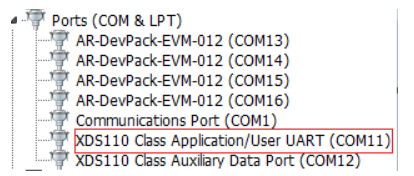 Ports (COM & LPT)
AR-DevPack-EVM-012 (COM13)
AR-DevPack-EVM-012 (COM14)
AR-DevPack-EVM-012 (COM15)
AR-DevPack-EVM-012 (COM16)
Communications Port (COM1)
XDS110 Class Application/User UART (COM11)
XDS110 Class Auxiliary Data Port (COM12)